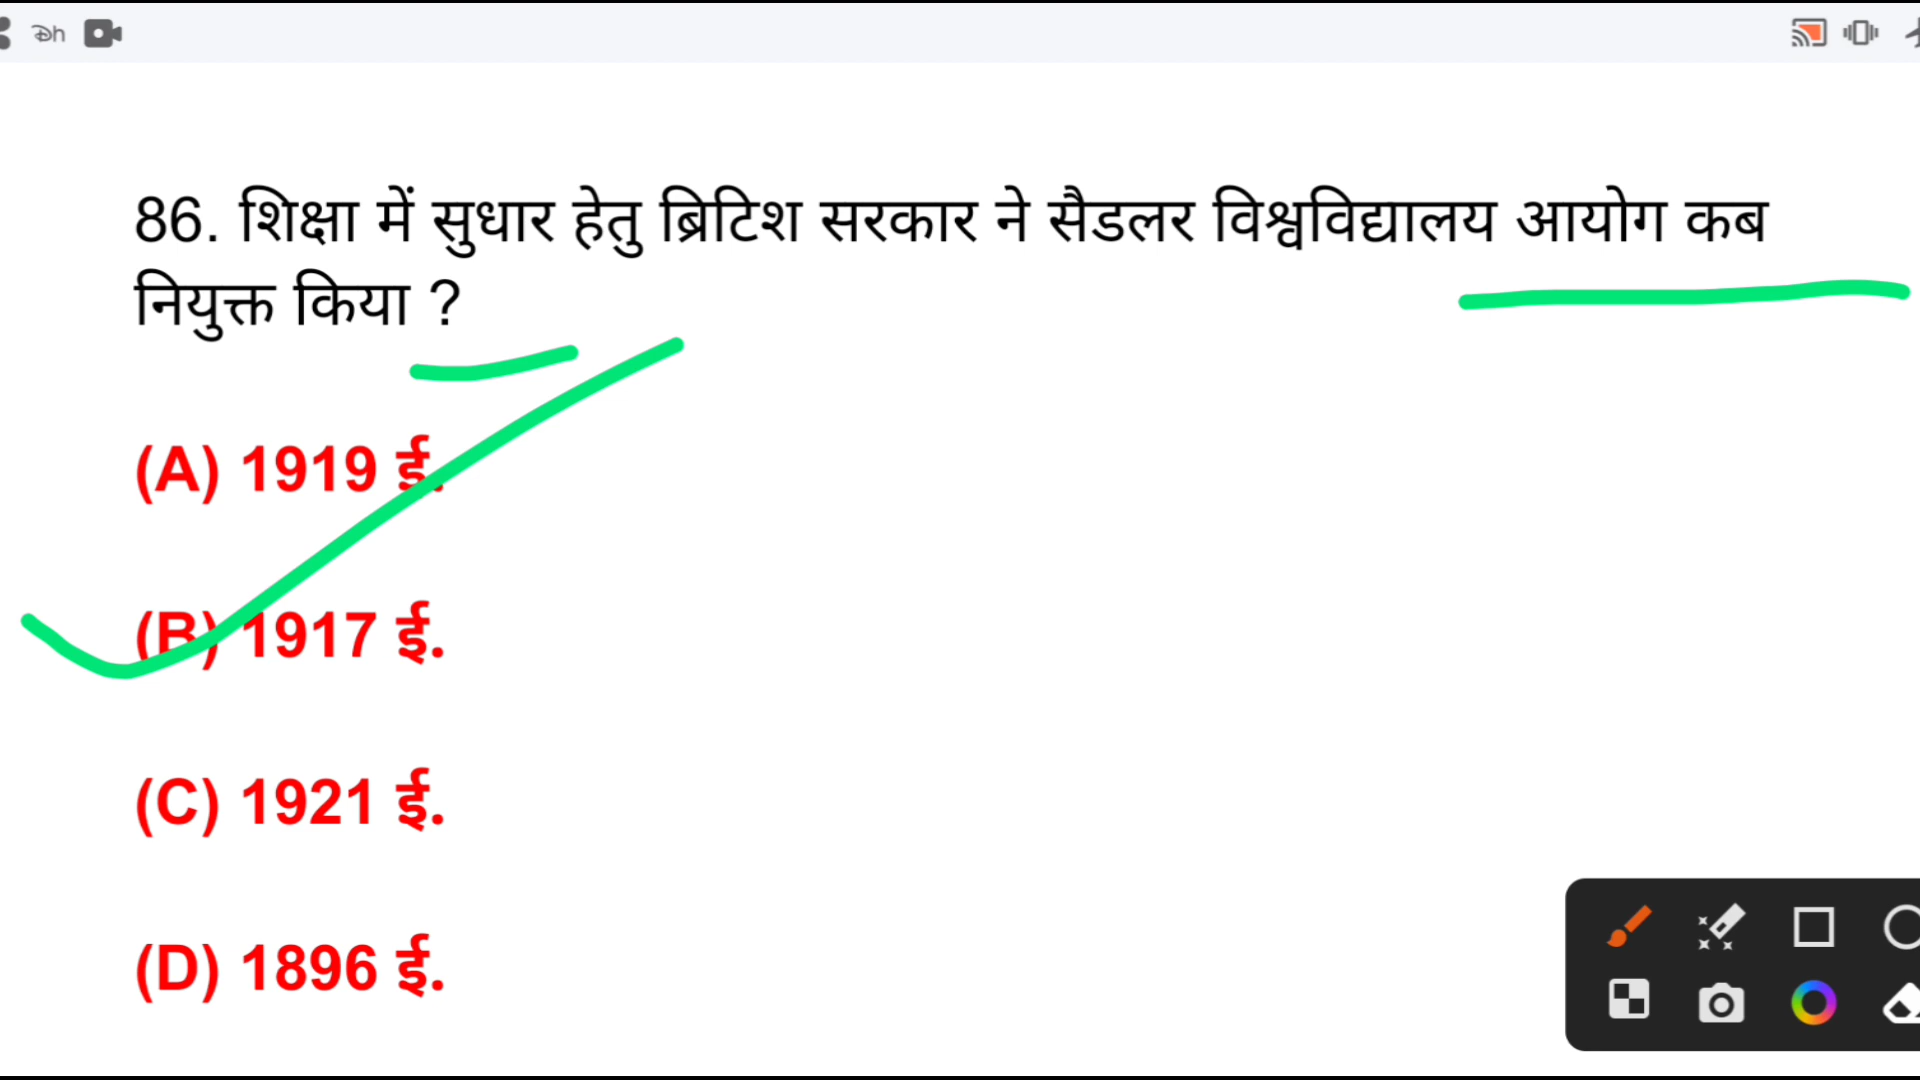 86. शिक्षा में सुधार हेतु ब्रिटिश सरकार ने सैडलर विश्वविद्यालय आयोग कब
नियुक्त किया ?
(A) 1919 ई.
(B) 1917 ई.
(C) 1921 ई.
(D) 1896 ई.